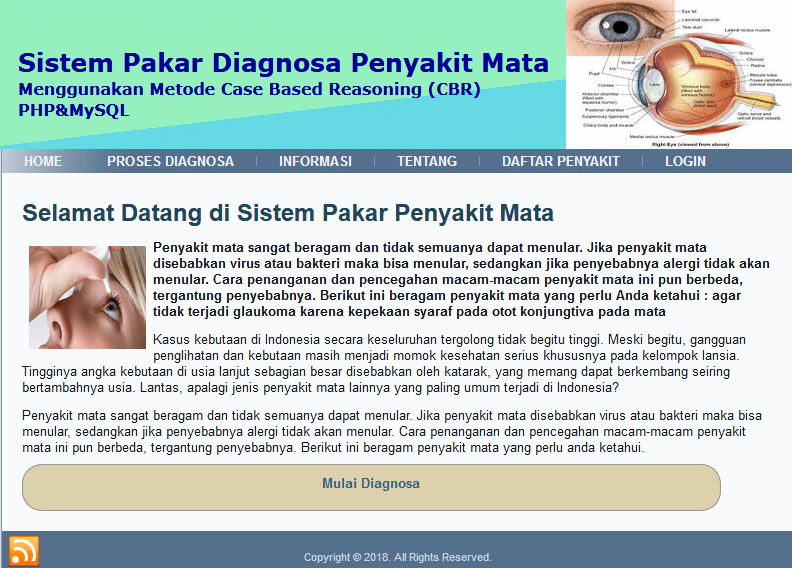 Sistem Pakar Diagnosa Penyakit Mata
Menggunakan Metode Case Based Reasoning (CBR)
PHP&MySQL
Eye lid
Lacrimal caruncle
Tear duct
Lateral rectus muscle
Sclera
Choroid
Retina
Macula lutea
Fovea centralis
Iris
Pupil
Cornea
Lens
Vitreous body
(filled with
vitreous humor)
Anterior chamber
(filled with
aqueous humor)
Posterior chamber
Suspensory ligaments
Ciliary body and muscle
Optic disc
Optic nerve and
retinal blood vessels
Medial rectus muscle
Right Eye (viewed from above)
HOME
PROSES DIAGNOSA
INFORMASI
TENTANG
DAFTAR PENYAKIT
LOGIN
Selamat Datang di Sistem Pakar Penyakit Mata
Penyakit mata sangat beragam dan tidak semuanya dapat menular. Jika penyakit mata
disebabkan virus atau bakteri maka bisa menular, sedangkan jika penyebabnya alergi tidak akan
menular. Cara penanganan dan pencegahan macam-macam penyakit mata ini pun berbeda,
tergantung penyebabnya. Berikut ini beragam penyakit mata yang perlu Anda ketahui : agar
tidak terjadi glaukoma karena kepekaan syaraf pada otot konjungtiva pada mata
Kasus kebutaan di Indonesia secara keseluruhan tergolong tidak begitu tinggi. Meski begitu, gangguan
penglihatan dan kebutaan masih menjadi momok kesehatan serius khususnya pada kelompok lansia.
Tingginya angka kebutaan di usia lanjut sebagian besar disebabkan oleh katarak, yang memang dapat berkembang seiring
bertambahnya usia. Lantas, apalagi jenis penyakit mata lainnya yang paling umum terjadi di Indonesia?
Penyakit mata sangat beragam dan tidak semuanya dapat menular. Jika penyakit mata disebabkan virus atau bakteri maka bisa
menular, sedangkan jika penyebabnya alergi tidak akan menular. Cara penanganan dan pencegahan macam-macam penyakit
mata ini pun berbeda, tergantung penyebabnya. Berikut ini beragam penyakit mata yang perlu anda ketahui.
Mulai Diagnosa
Copyright © 2018. All Rights Reserved.